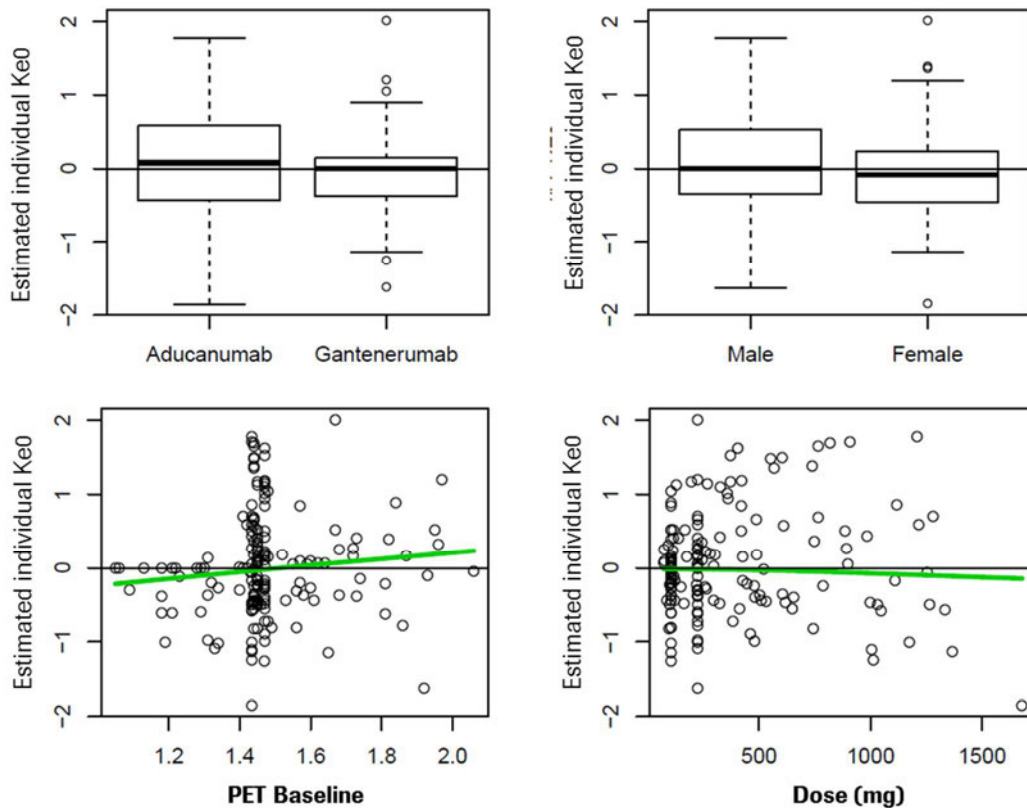 Estimated individual Ke0
2
1
0
−1
−2
Aducanumab
Gantenerumab
Estimated individual Ke0
2
1
0
−1
−2
Male
Female
Estimated individual Ke0
2
1
0
−1
−2
1.2
1.4
1.6
1.8
2.0
PET Baseline
Estimated individual Ke0
2
1
0
−1
−2
500
1000
1500
Dose (mg)